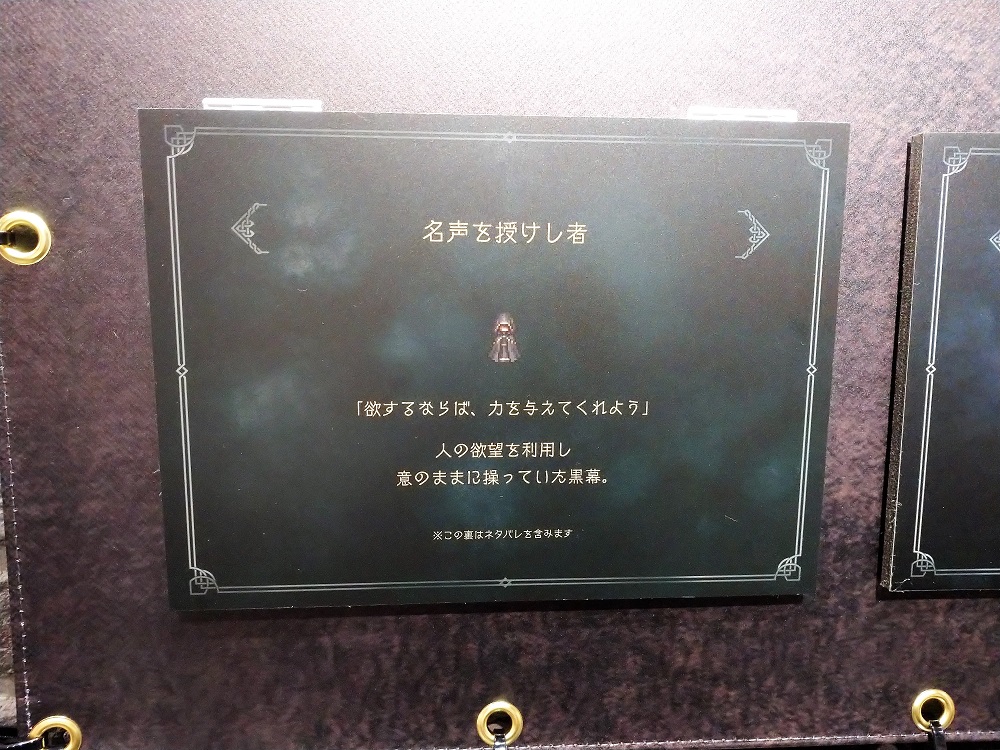 名声を授けし者
「欲するならば、力を与えてくれよう」
人の欲望を利用し
意のままに操っていた黒幕。
※この裏はネタバレを含みます